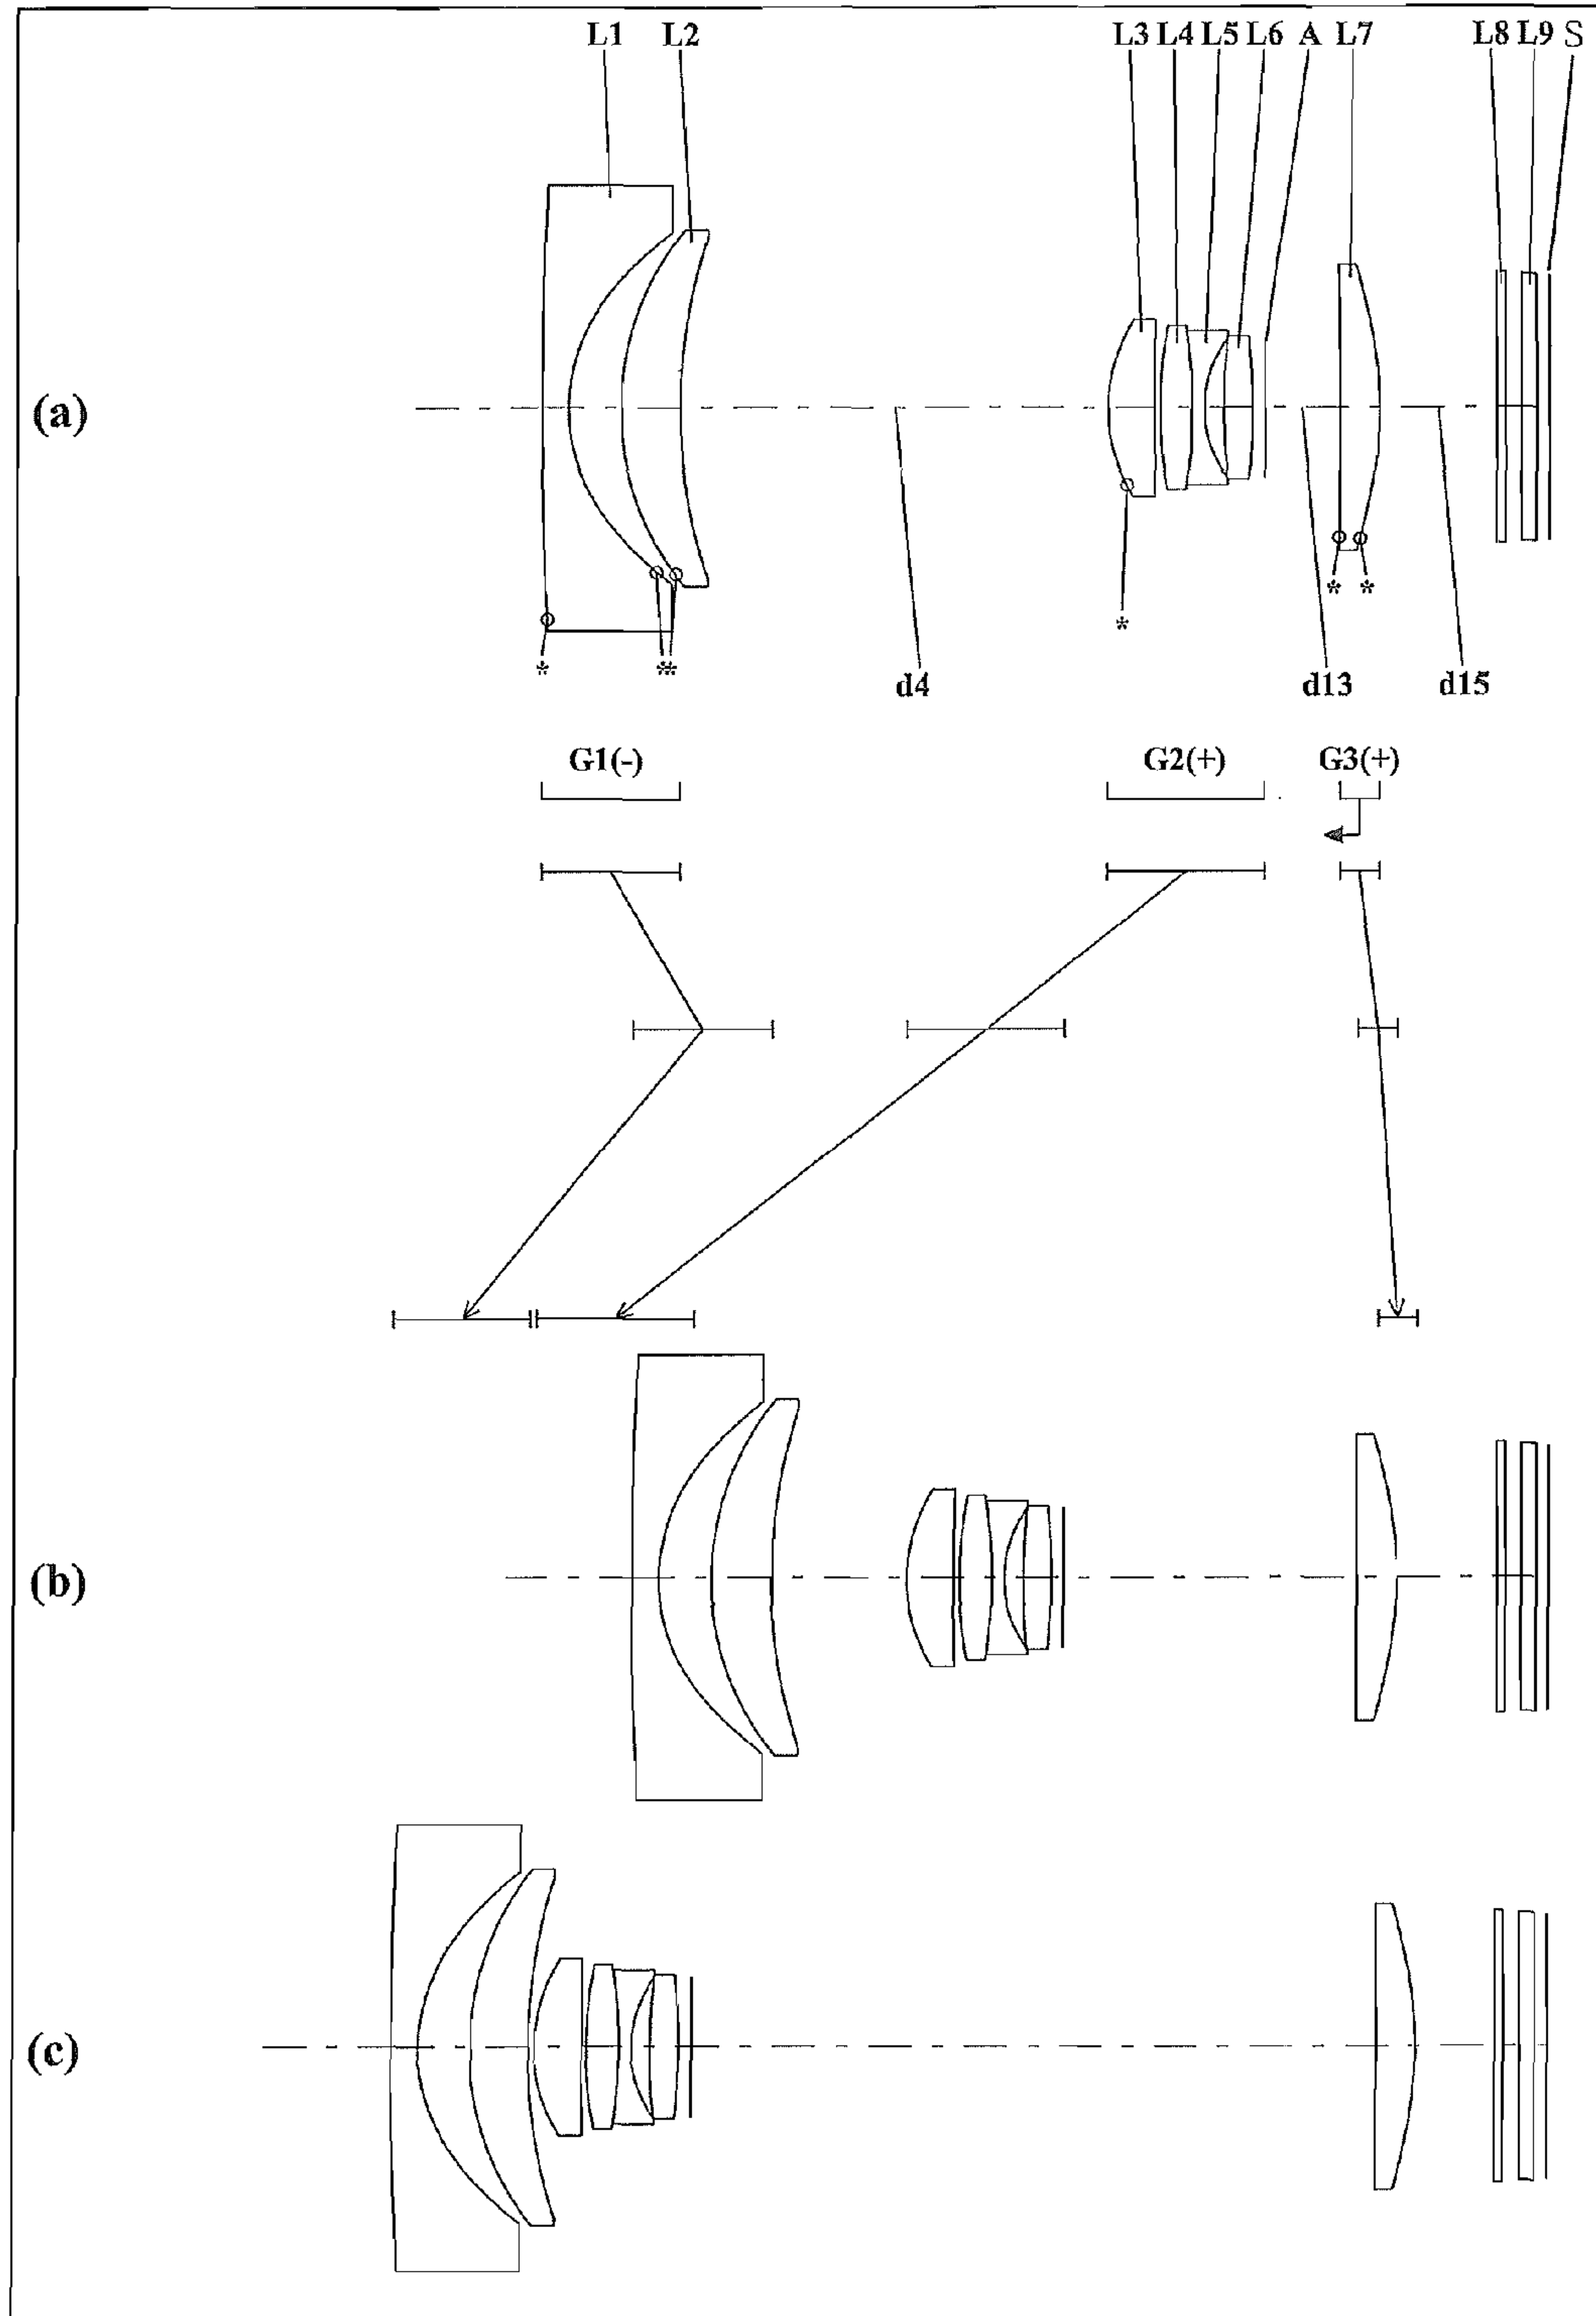 L1 L2 L3 L4 L5 L6 A L7 L8 L9 S
(a)
* ** * * *
d4 d13 d15
G1(-) G2(+) G3(+)
(b)
(c)